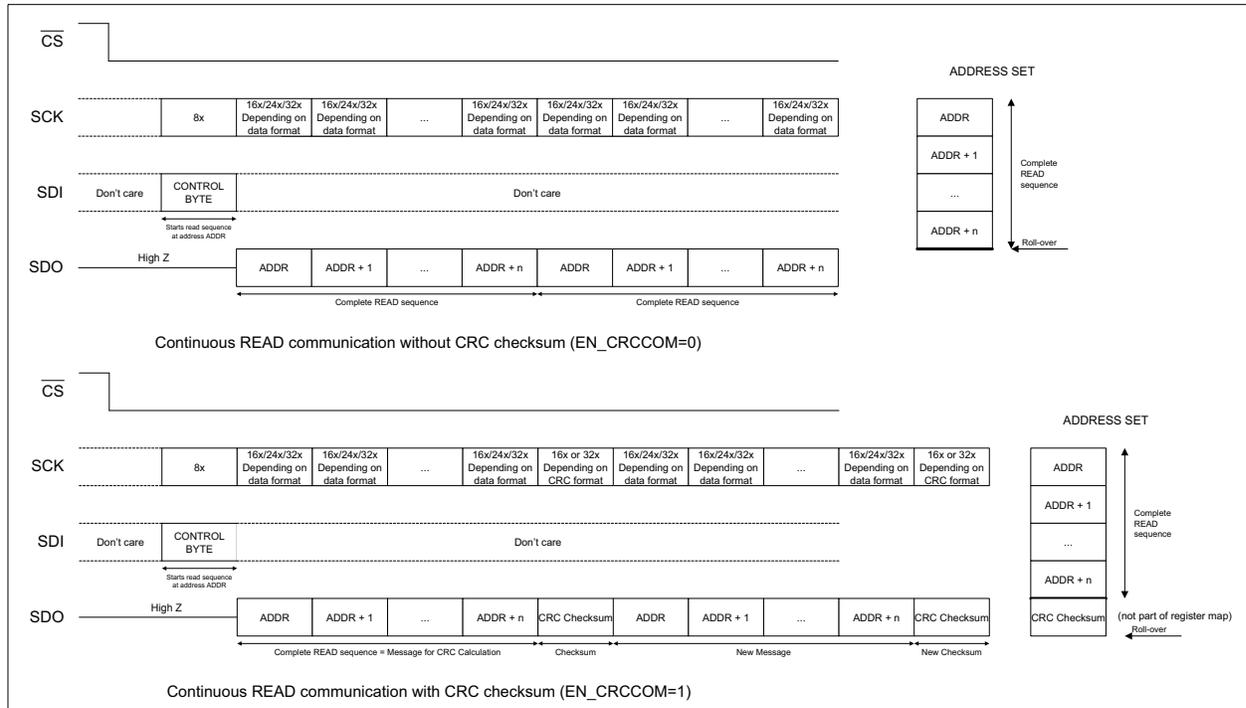 CS
ADDRESS SET
SCK
8x
16x/24x/32x
Depending on
data format
16x/24x/32x
Depending on
data format
...
16x/24x/32x
Depending on
data format
16x/24x/32x
Depending on
data format
16x/24x/32x
Depending on
data format
...
16x/24x/32x
Depending on
data format
ADDR
ADDR + 1
...
ADDR + n
Complete
READ
sequence
Roll-over
SDI
Don't care
CONTROL
BYTE
Don't care
Starts read sequence
at address ADDR
SDO
High Z
ADDR
ADDR + 1
...
ADDR + n
ADDR
ADDR + 1
...
ADDR + n
Complete READ sequence
Complete READ sequence
Continuous READ communication without CRC checksum (EN_CRCCOM=0)
CS
ADDRESS SET
SCK
8x
16x/24x/32x
Depending on
data format
16x/24x/32x
Depending on
data format
...
16x/24x/32x
Depending on
data format
16x or 32x
Depending on
CRC format
16x/24x/32x
Depending on
data format
16x/24x/32x
Depending on
data format
...
16x/24x/32x
Depending on
data format
16x or 32x
Depending on
CRC format
ADDR
ADDR + 1
...
ADDR + n
CRC Checksum
Complete
READ
sequence
(not part of register map)
Roll-over
SDI
Don't care
CONTROL
BYTE
Don't care
Starts read sequence
at address ADDR
SDO
High Z
ADDR
ADDR + 1
...
ADDR + n
CRC Checksum
ADDR
ADDR + 1
...
ADDR + n
CRC Checksum
Complete READ sequence = Message for CRC Calculation
Checksum
New Message
New Checksum
Continuous READ communication with CRC checksum (EN_CRCCOM=1)